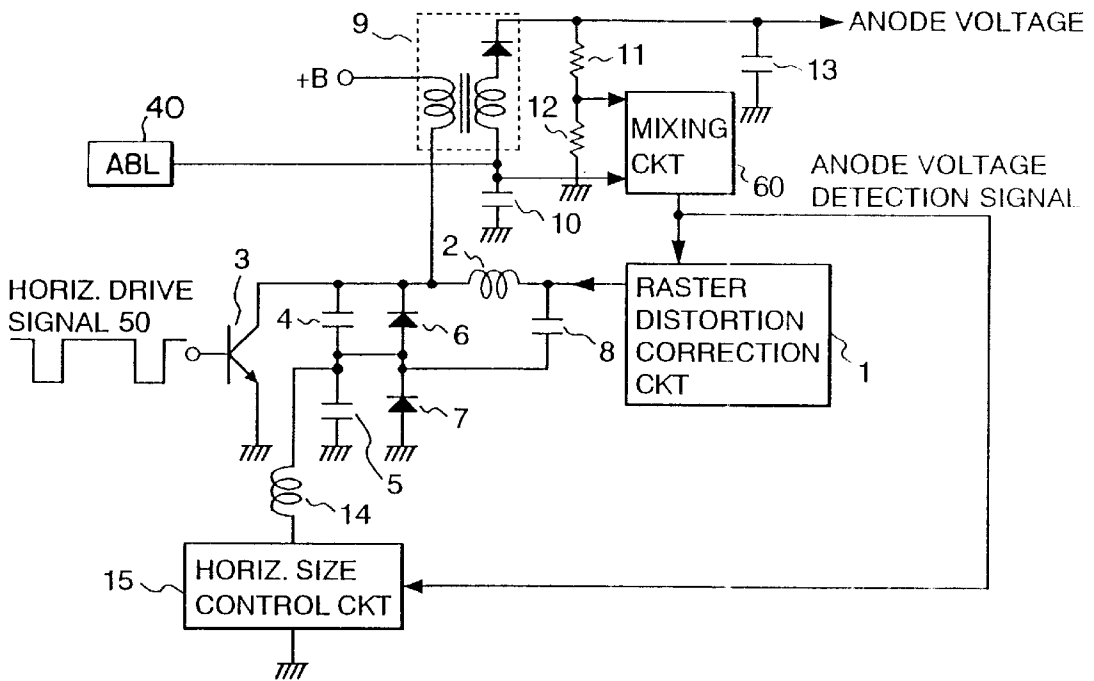 9
ANODE VOLTAGE
11
13
+B
40
12
MIXING
CKT
ABL
60
ANODE VOLTAGE
DETECTION SIGNAL
10
2
3
HORIZ. DRIVE
SIGNAL 50
4
6
8
RASTER
DISTORTION
CORRECTION
CKT
1
7
5
14
15
HORIZ. SIZE
CONTROL CKT